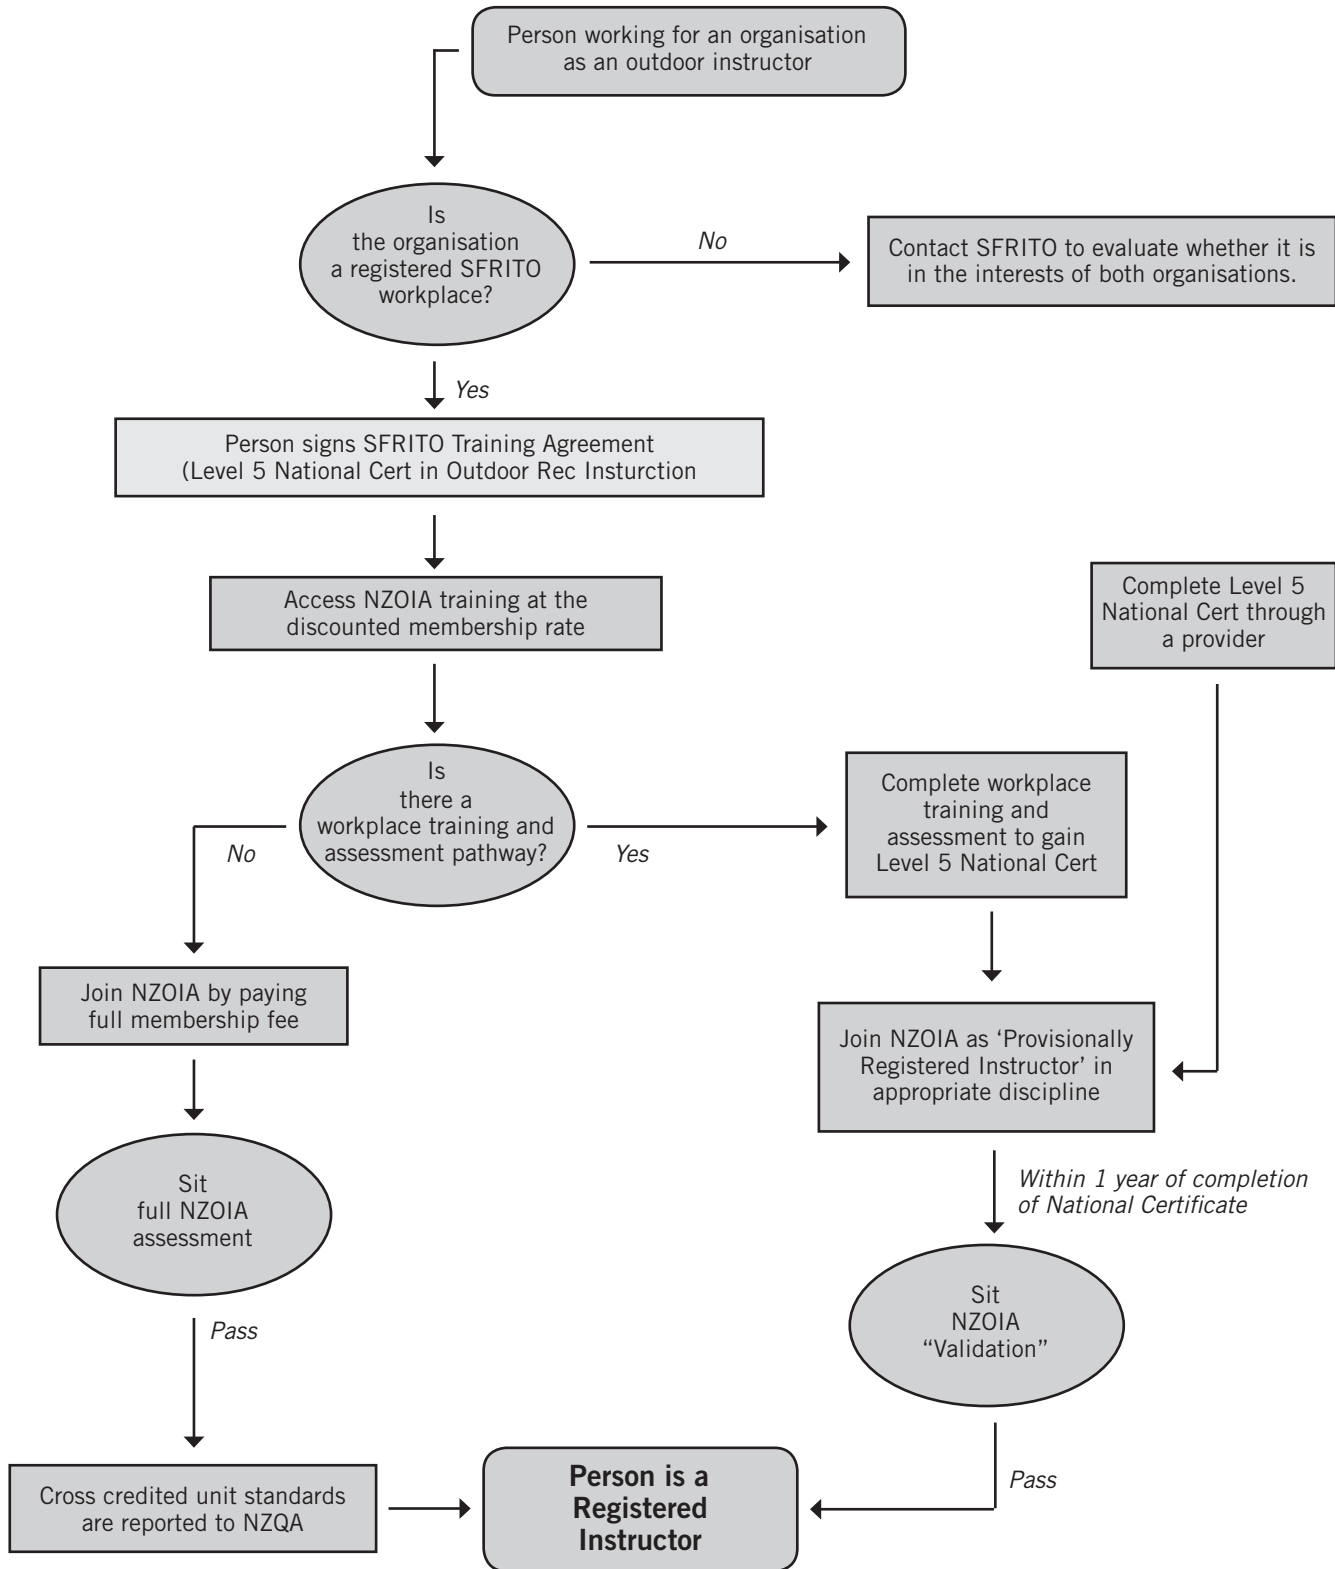 Person working for an organisation
as an outdoor instructor
Is
the organisation
a registered SFRITO
workplace?
No
Contact SFRITO to evaluate whether it is
in the interests of both organisations.
Yes
Person signs SFRITO Training Agreement
(Level 5 National Cert in Outdoor Rec Insturction
Access NZOIA training at the
discounted membership rate
Complete Level 5
National Cert through
a provider
Is
there a
workplace training and
assessment pathway?
No
Yes
Complete workplace
training and
assessment to gain
Level 5 National Cert
Join NZOIA by paying
full membership fee
Join NZOIA as ‘Provisionally
Registered Instructor’ in
appropriate discipline
Sit
full NZOIA
assessment
Within 1 year of completion
of National Certificate
Sit
NZOIA
“Validation”
Pass
Pass
Cross credited unit standards
are reported to NZQA
Person is a
Registered
Instructor